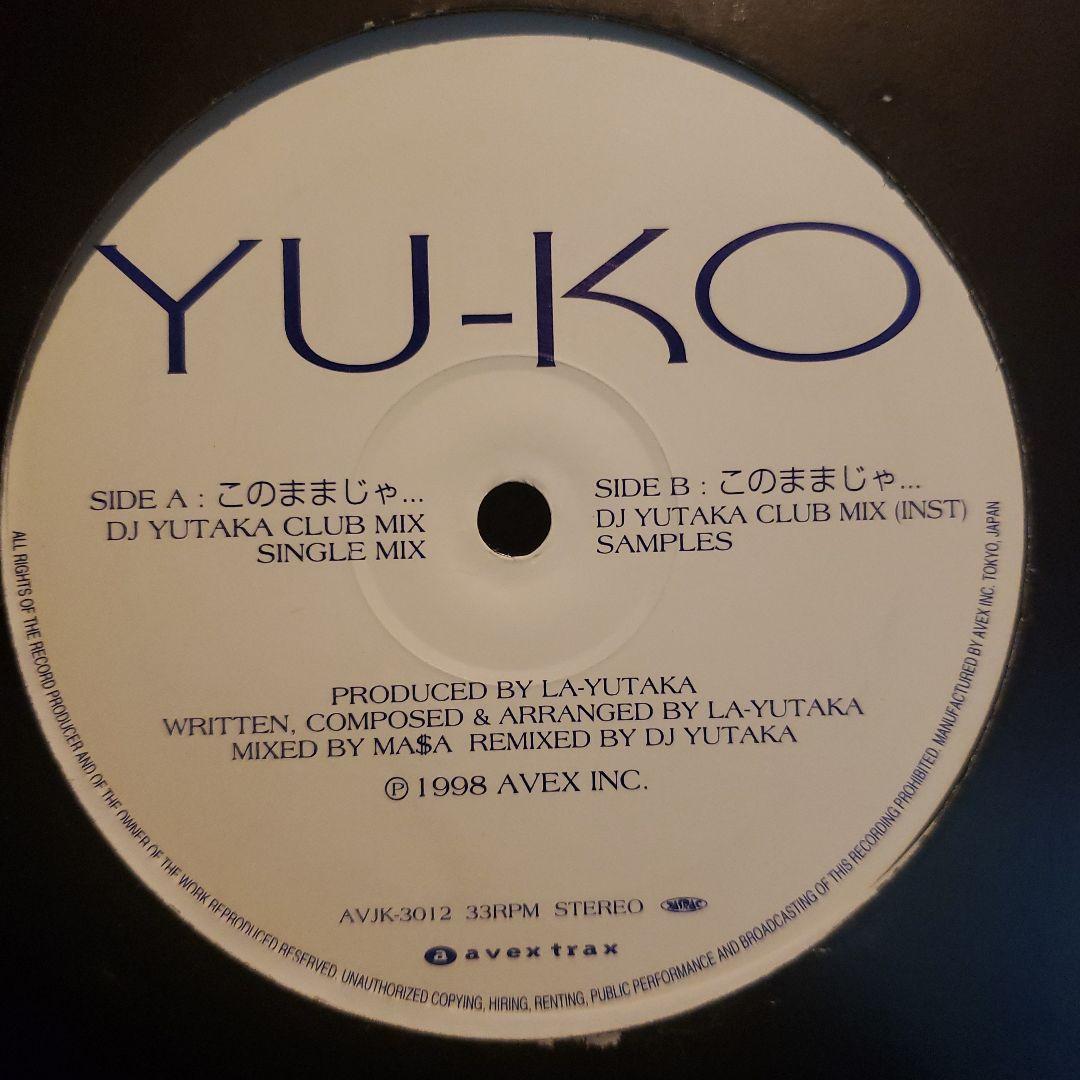 YU-KO
SIDE A : このままじゃ...
DJ YUTAKA CLUB MIX
SINGLE MIX
SIDE B : このままじゃ...
DJ YUTAKA CLUB MIX (INST)
SAMPLES
PRODUCED BY LA-YUTAKA
WRITTEN, COMPOSED & ARRANGED BY LA-YUTAKA
MIXED BY MA$A REMIXED BY DJ YUTAKA
Ⓟ 1998 AVEX INC.
AVJK-3012 33RPM STEREO JASRAC
a avex trax
ALL RIGHTS OF THE RECORD PRODUCER AND OF THE OWNER OF THE WORK REPRODUCED RESERVED. UNAUTHORIZED COPYING, HIRING, RENTING, PUBLIC PERFORMANCE AND BROADCASTING OF THIS RECORDING PROHIBITED. MANUFACTURED BY AVEX INC. TOKYO, JAPAN